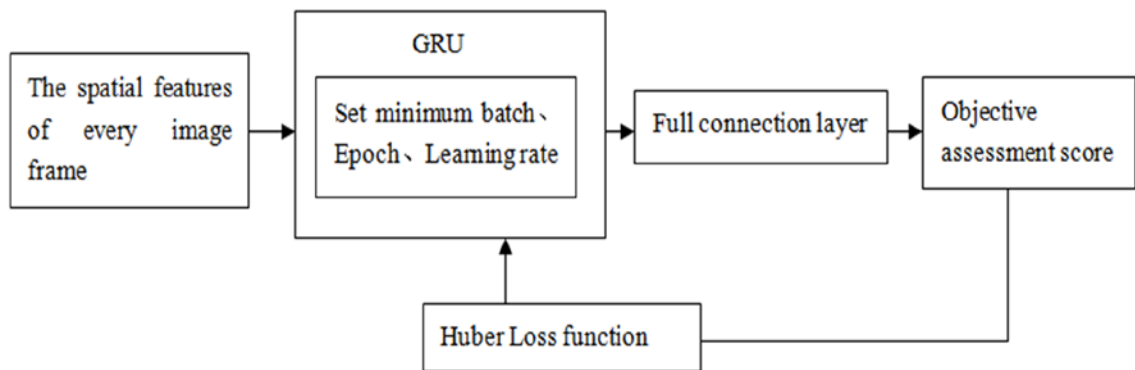 GRU
The spatial features
of every image
frame
Set minimum batch、
Epoch、Learning rate
Full connection layer
Objective
assessment score
Huber Loss function